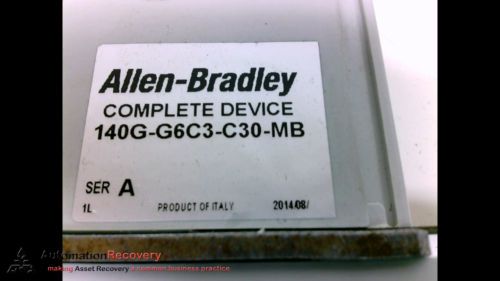 Allen-Bradley
COMPLETE DEVICE
140G-G6C3-C30-MB
SER A
1L PRODUCT OF ITALY 2014/08/
AutomationRecovery
making Asset Recovery a common business practice